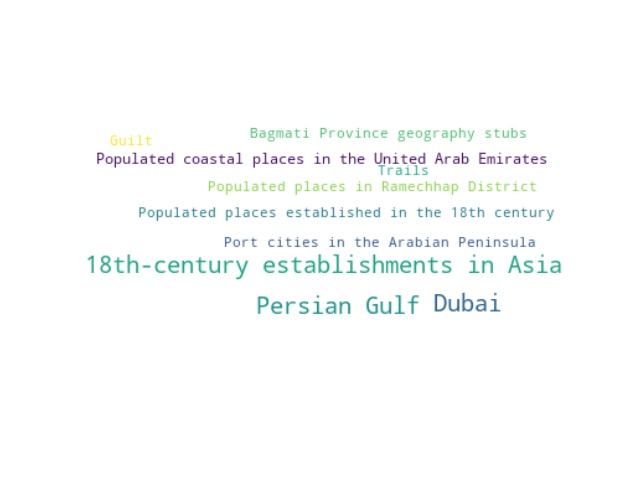 Bagmati Province geography stubs
Guilt
Populated coastal places in the United Arab Emirates
Trails
Populated places in Ramechhap District
Populated places established in the 18th century
Port cities in the Arabian Peninsula
18th-century establishments in Asia
Persian Gulf
Dubai